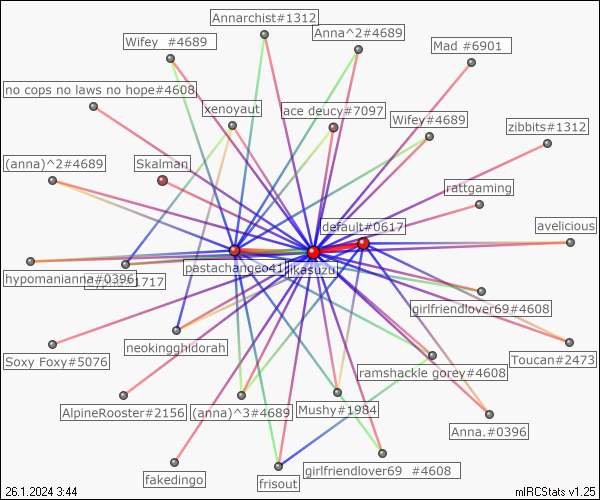 Annarchist#1312
Anna^2#4689
Wifey  #4689
Mad #6901
no cops no laws no hope#4608
xenoyaut
ace deucy#7097
Wifey#4689
zibbits#1312
(anna)^2#4689
Skalman
rattgaming
default#0617
avelicious
pastachangeo41
jikasuzu
hypomanianna#0396
1717
girlfriendlover69#4608
neokingghidorah
Soxy Foxy#5076
Toucan#2473
ramshackle gorey#4608
AlpineRooster#2156
(anna)^3#4689
Mushy#1984
Anna.#0396
fakedingo
frisout
girlfriendlover69  #4608
26.1.2024 3:44
mIRCStats v1.25